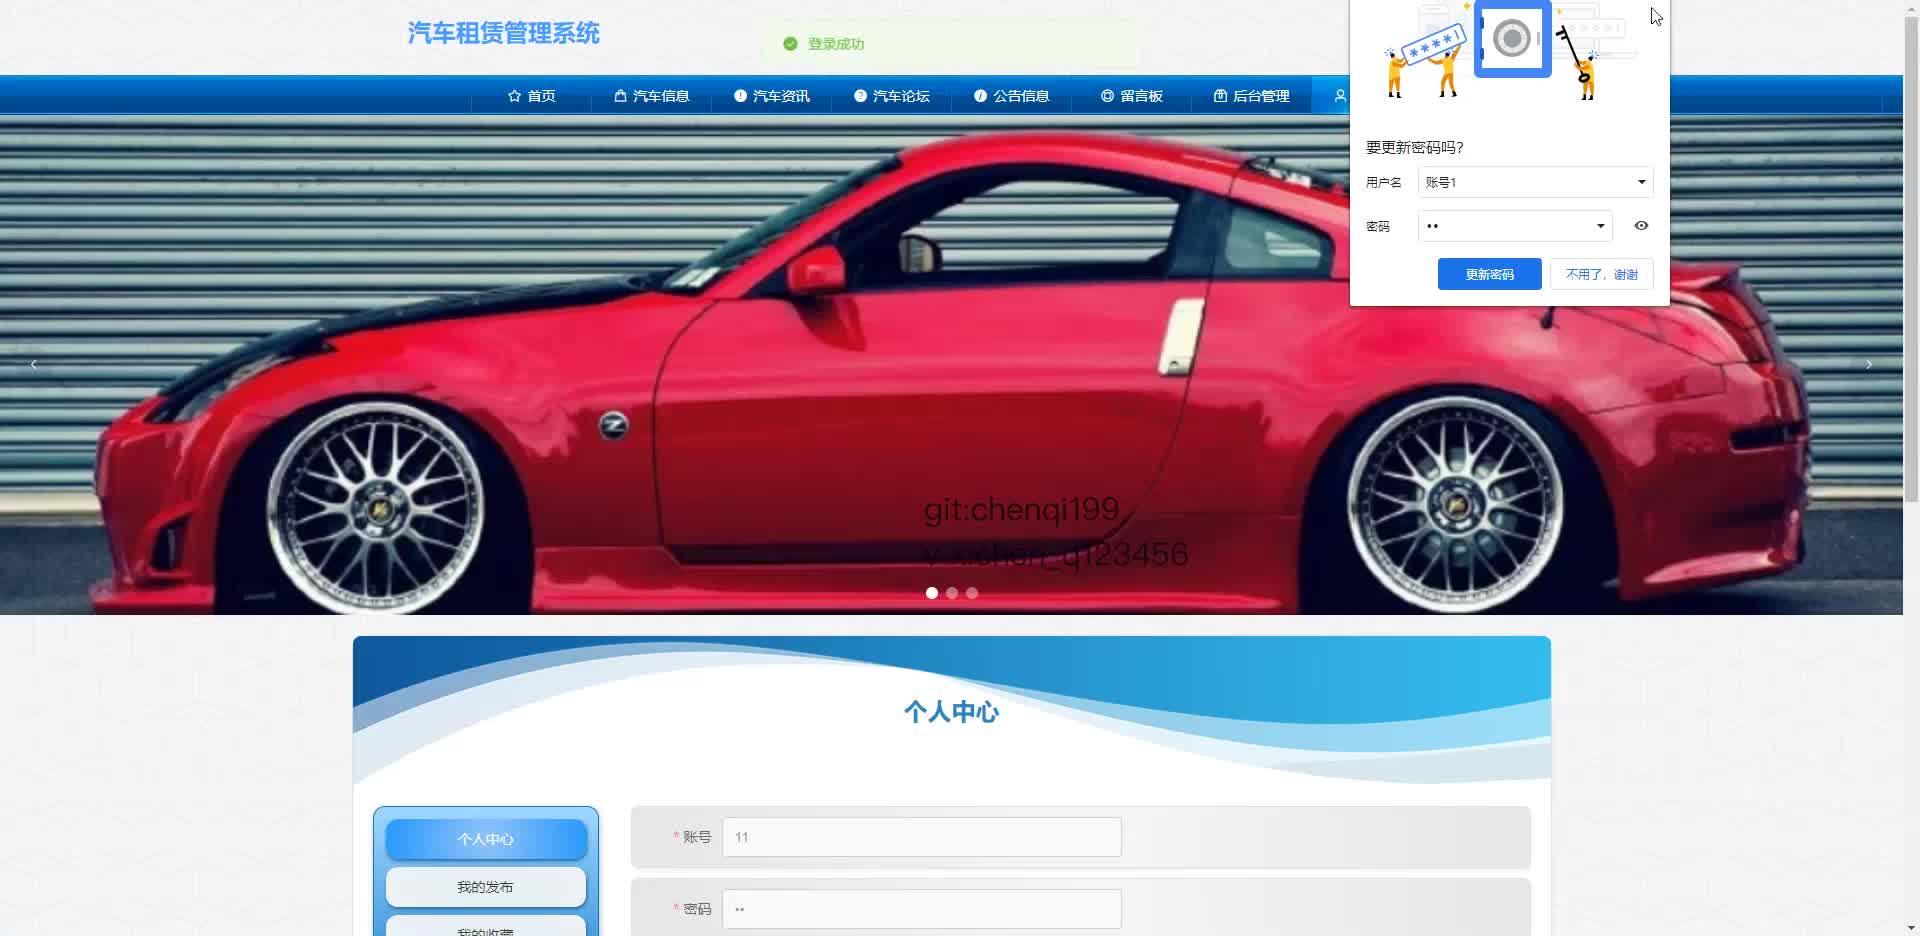 汽车租赁管理系统
登录成功
首页
汽车信息
汽车资讯
汽车论坛
公告信息
留言板
后台管理
要更新密码吗?
用户名
账号1
密码
••
更新密码
不用了，谢谢
git:chenqi199
v-x:chen_q123456
个人中心
个人中心
我的发布
我的收藏
* 账号
11
* 密码
••